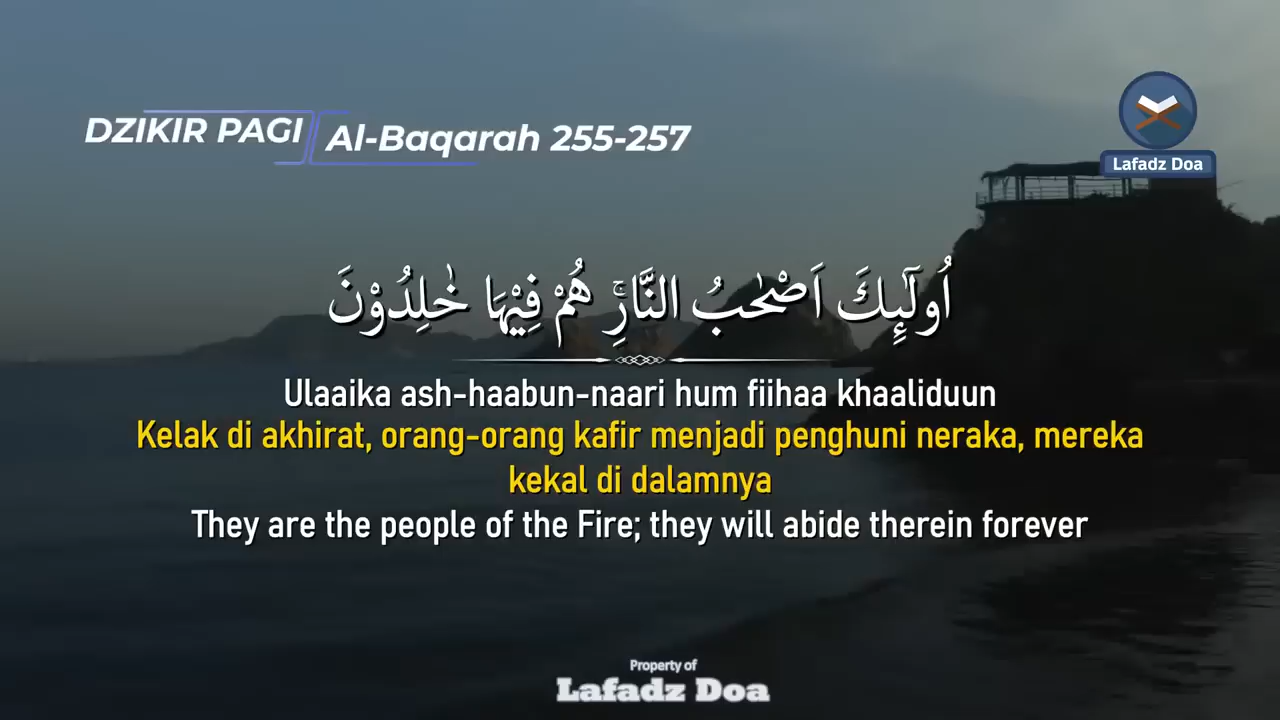 DZIKIR PAGI
Al-Baqarah 255-257
Lafadz Doa
اُولٰۤىِٕكَ اَصْحٰبُ النَّارِۚ هُمْ فِيْهَا خٰلِدُوْنَ
Ulaaika ash-haabun-naari hum fiihaa khaaliduun
Kelak di akhirat, orang-orang kafir menjadi penghuni neraka, mereka
kekal di dalamnya
They are the people of the Fire; they will abide therein forever
Property of
Lafadz Doa